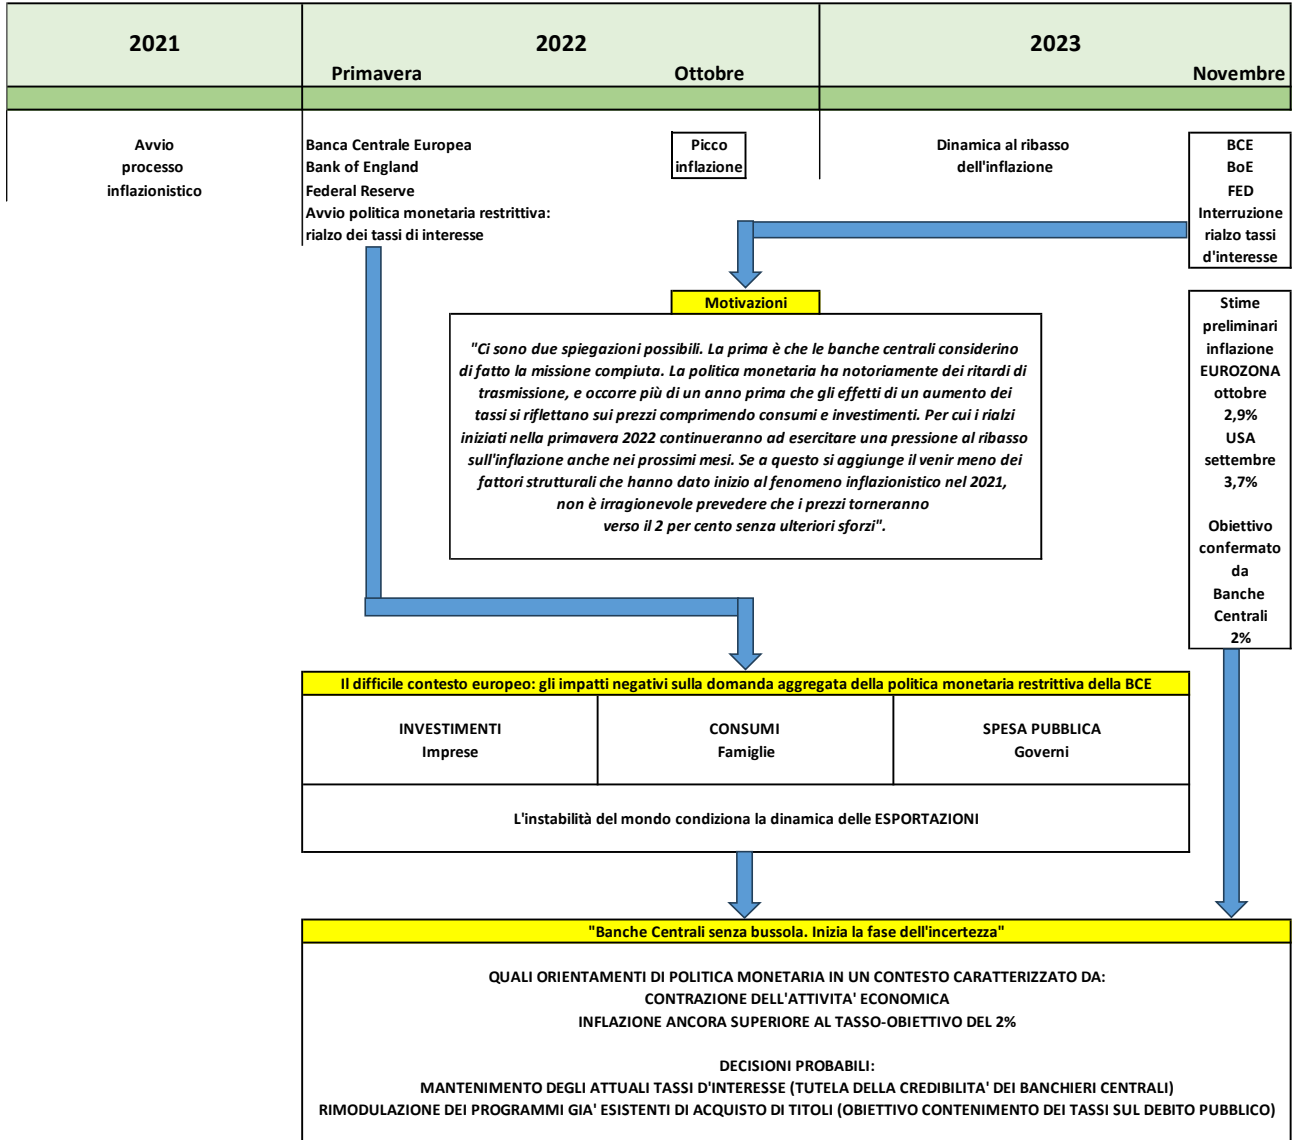 2021
2022
2023
Primavera
Ottobre
Novembre
Avvio
processo
inflazionistico
Banca Centrale Europea
Bank of England
Federal Reserve
Avvio politica monetaria restrittiva:
rialzo dei tassi di interesse
Picco
inflazione
Dinamica al ribasso
dell'inflazione
BCE
BoE
FED
Interruzione
rialzo tassi
d'interesse
Motivazioni
"Ci sono due spiegazioni possibili. La prima è che le banche centrali considerino
di fatto la missione compiuta. La politica monetaria ha notoriamente dei ritardi di
trasmissione, e occorre più di un anno prima che gli effetti di un aumento dei
tassi si riflettano sui prezzi comprimendo consumi e investimenti. Per cui i rialzi
iniziati nella primavera 2022 continueranno ad esercitare una pressione al ribasso
sull'inflazione anche nei prossimi mesi. Se a questo si aggiunge il venir meno dei
fattori strutturali che hanno dato inizio al fenomeno inflazionistico nel 2021,
non è irragionevole prevedere che i prezzi torneranno
verso il 2 per cento senza ulteriori sforzi".
Stime
preliminari
inflazione
EUROZONA
ottobre
2,9%
USA
settembre
3,7%
Obiettivo
confermato
da
Banche
Centrali
2%
Il difficile contesto europeo: gli impatti negativi sulla domanda aggregata della politica monetaria restrittiva della BCE
INVESTIMENTI
Imprese
CONSUMI
Famiglie
SPESA PUBBLICA
Governi
L'instabilità del mondo condiziona la dinamica delle ESPORTAZIONI
"Banche Centrali senza bussola. Inizia la fase dell'incertezza"
QUALI ORIENTAMENTI DI POLITICA MONETARIA IN UN CONTESTO CARATTERIZZATO DA:
CONTRAZIONE DELL'ATTIVITA' ECONOMICA
INFLAZIONE ANCORA SUPERIORE AL TASSO-OBIETTIVO DEL 2%
DECISIONI PROBABILI:
MANTENIMENTO DEGLI ATTUALI TASSI D'INTERESSE (TUTELA DELLA CREDIBILITA' DEI BANCHIERI CENTRALI)
RIMODULAZIONE DEI PROGRAMMI GIA' ESISTENTI DI ACQUISTO DI TITOLI (OBIETTIVO CONTENIMENTO DEI TASSI SUL DEBITO PUBBLICO)